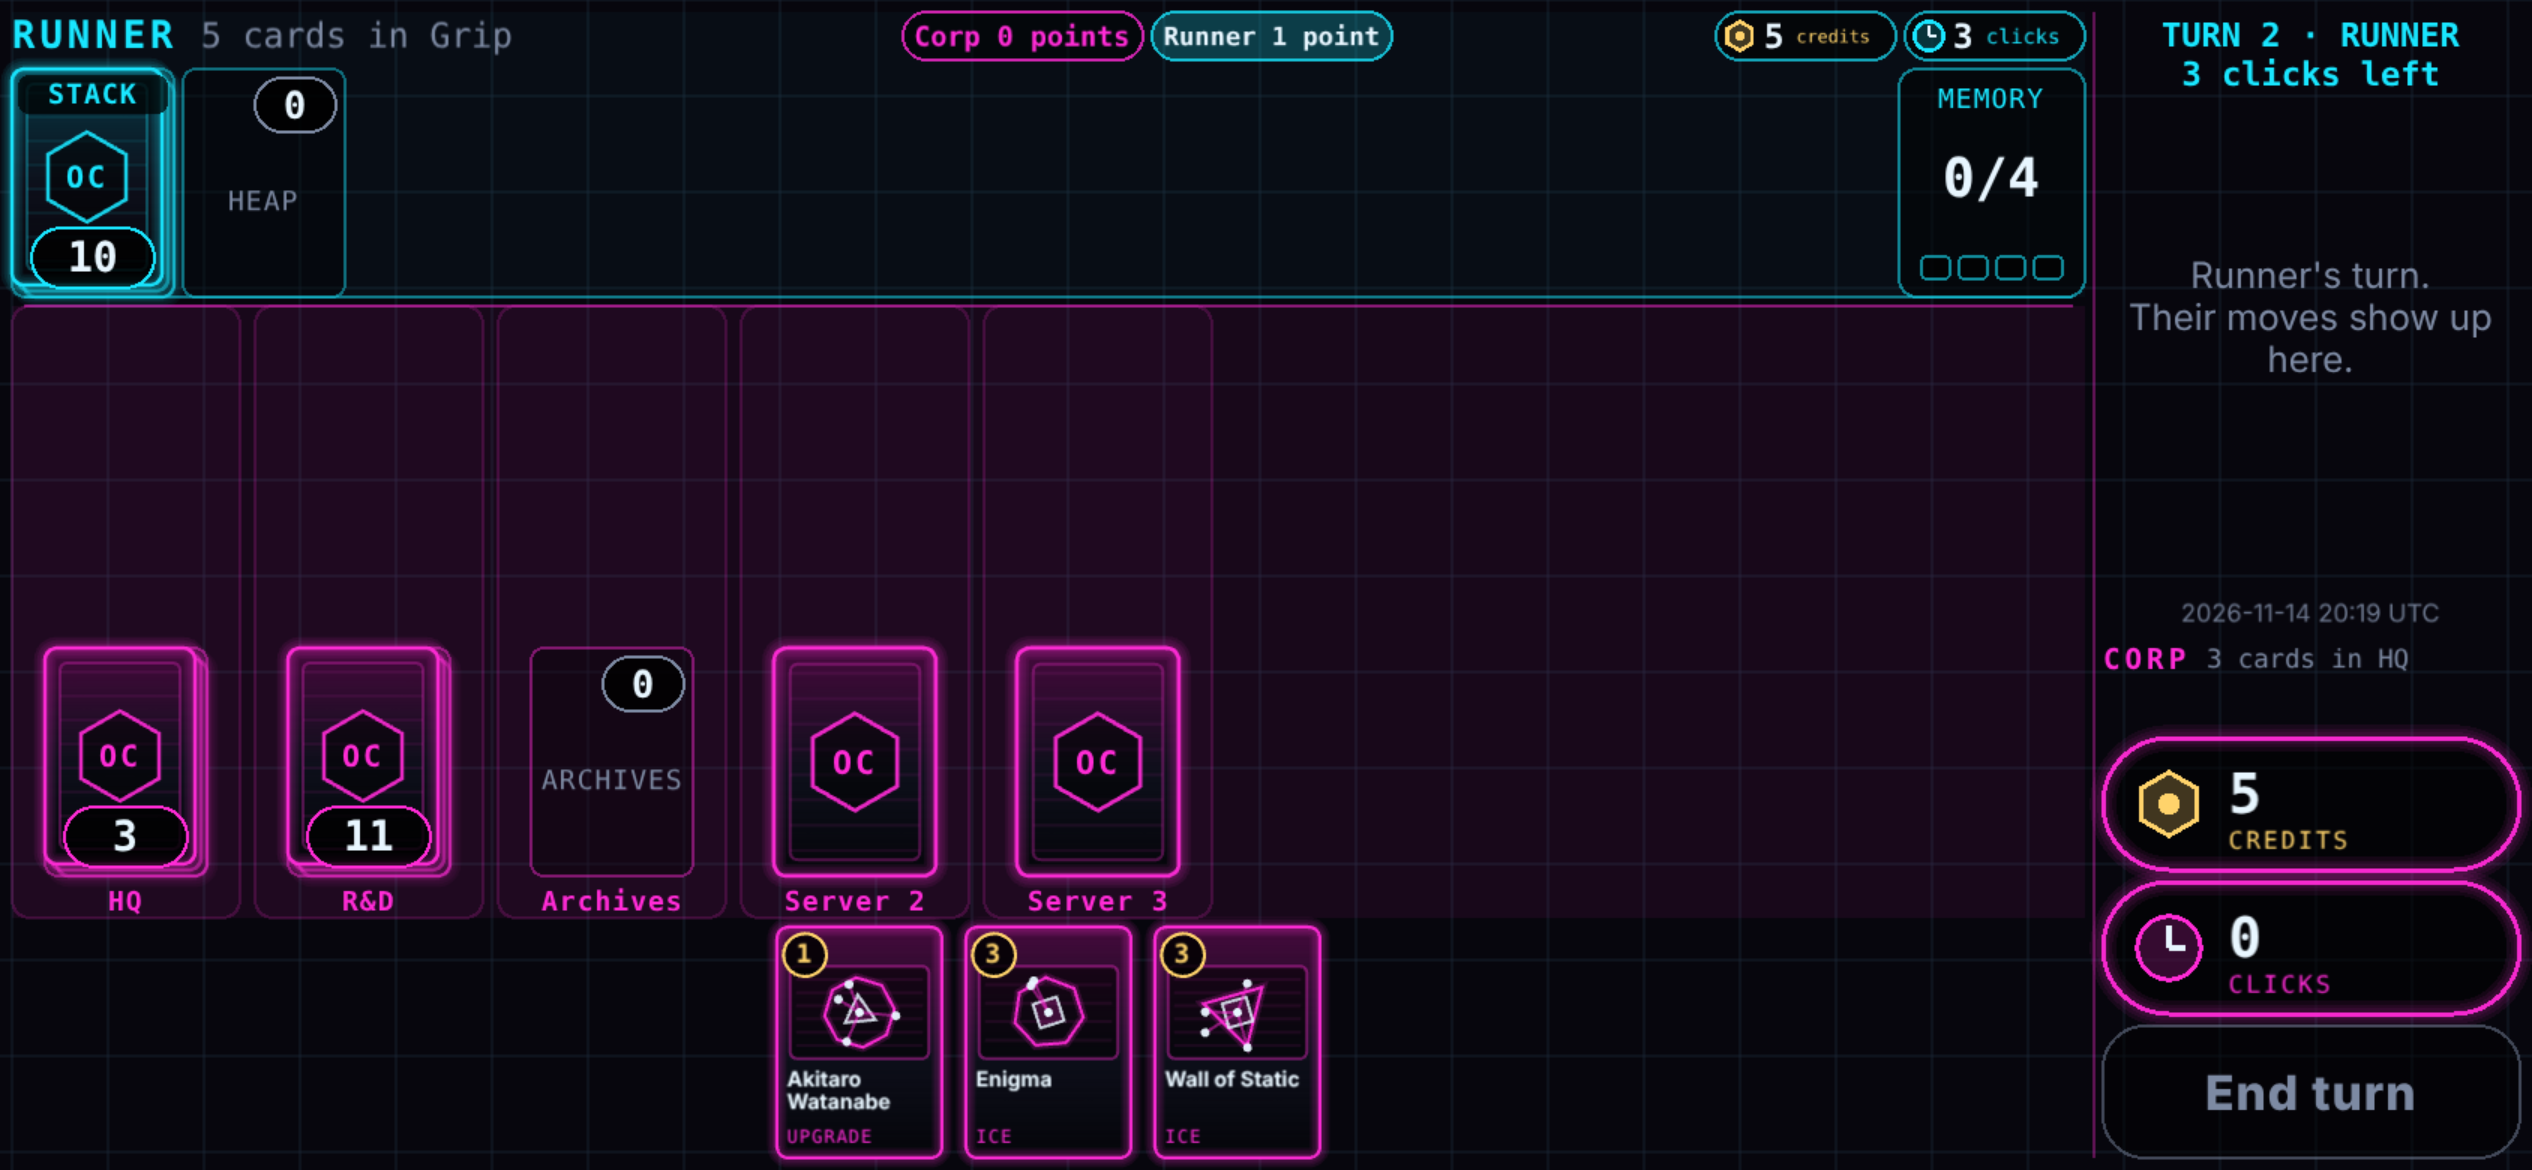 RUNNER 5 cards in Grip
Corp 0 points
Runner 1 point
5 credits
3 clicks
TURN 2 · RUNNER
3 clicks left
STACK
OC
10
0
HEAP
MEMORY
0/4
Runner's turn.
Their moves show up
here.
2026-11-14 20:19 UTC
CORP 3 cards in HQ
OC
3
HQ
OC
11
R&D
0
ARCHIVES
Archives
OC
Server 2
OC
Server 3
5
CREDITS
0
CLICKS
End turn
1
Akitaro
Watanabe
UPGRADE
3
Enigma
ICE
3
Wall of Static
ICE